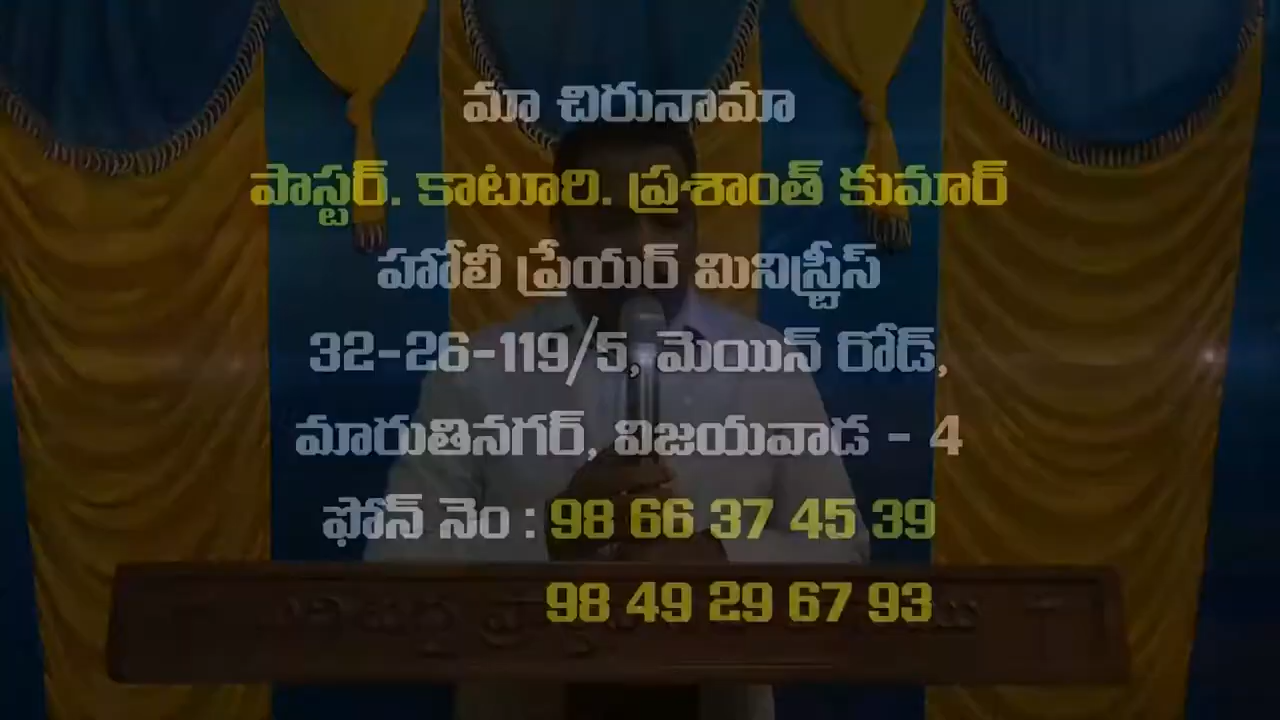 మా చిరునామా
పాస్టర్. కాటూరి. ప్రశాంత్ కుమార్
హోలీ ప్రేయర్ మినిస్ట్రీస్
32-26-119/5, మెయిన్ రోడ్,
మారుతినగర్, విజయవాడ - 4
ఫోన్ నెం : 98 66 37 45 39
98 49 29 67 93